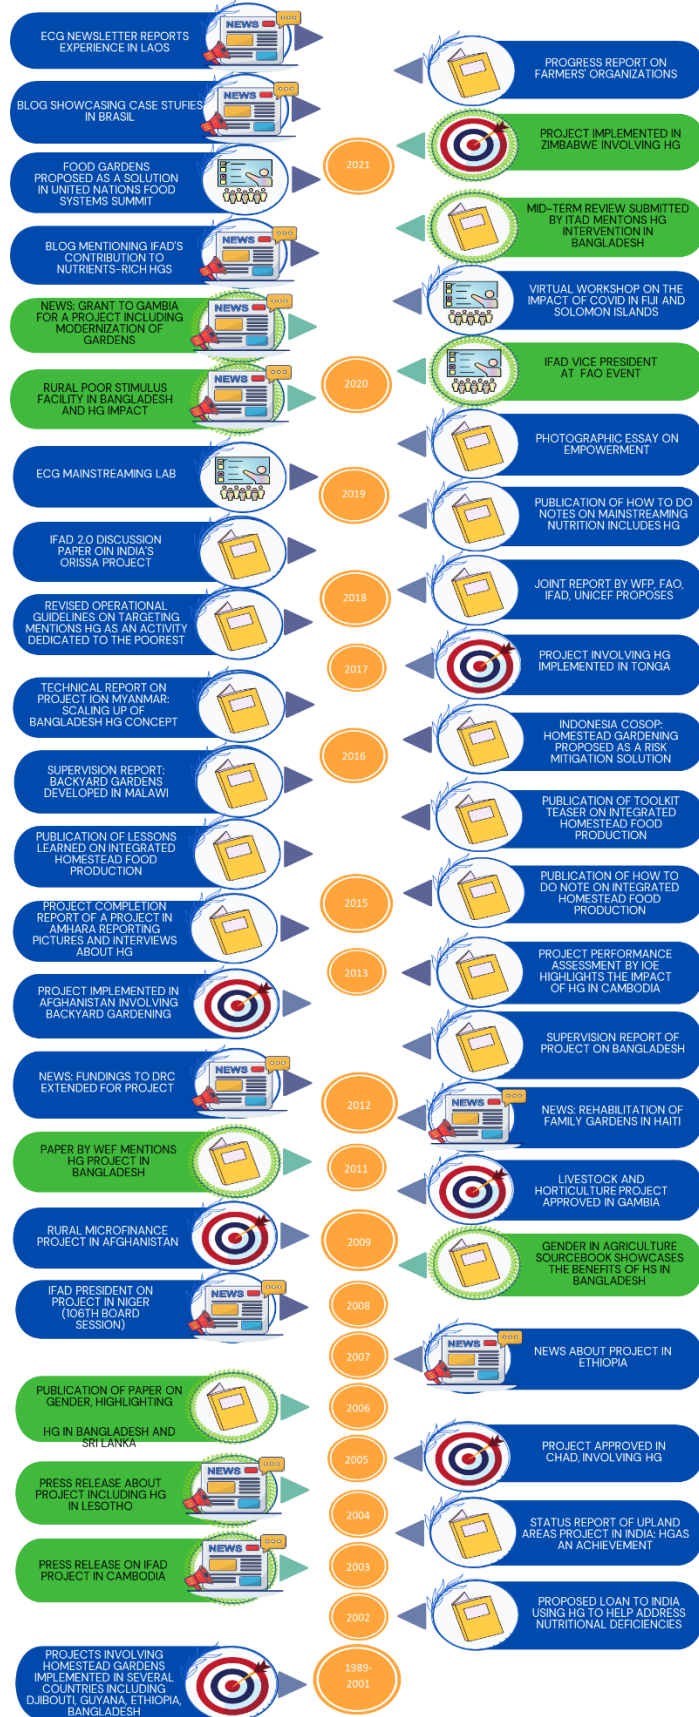 ECG NEWSLETTER REPORTS
EXPERIENCE IN LAOS
NEWS
PROGRESS REPORT ON
FARMERS' ORGANIZATIONS
BLOG SHOWCASING CASE STUFIES
IN BRASIL
NEWS
PROJECT IMPLEMENTED IN
ZIMBABWE INVOLVING HG
2021
FOOD GARDENS
PROPOSED AS A SOLUTION
IN UNITED NATIONS FOOD
SYSTEMS SUMMIT
MID-TERM REVIEW SUBMITTED
BY ITAD MENTONS HG
INTERVENTION IN
BANGLADESH
BLOG MENTIONING IFAD'S
CONTRIBUTION TO
NUTRIENTS-RICH HGS
NEWS
VIRTUAL WORKSHOP ON THE
IMPACT OF COVID IN FIJI AND
SOLOMON ISLANDS
NEWS: GRANT TO GAMBIA
FOR A PROJECT INCLUDING
MODERNIZATION OF
GARDENS
NEWS
IFAD VICE PRESIDENT
AT FAO EVENT
2020
RURAL POOR STIMULUS
FACILITY IN BANGLADESH
AND HG IMPACT
NEWS
PHOTOGRAPHIC ESSAY ON
EMPOWERMENT
ECG MAINSTREAMING LAB
2019
PUBLICATION OF HOW TO DO
NOTES ON MAINSTREAMING
NUTRITION INCLUDES HG
IFAD 2.0 DISCUSSION
PAPER OIN INDIA'S
ORISSA PROJECT
JOINT REPORT BY WFP, FAO,
IFAD, UNICEF PROPOSES
2018
REVISED OPERATIONAL
GUIDELINES ON TARGETING
MENTIONS HG AS AN ACTIVITY
DEDICATED TO THE POOREST
PROJECT INVOLVING HG
IMPLEMENTED IN TONGA
2017
TECHNICAL REPORT ON
PROJECT ION MYANMAR:
SCALING UP OF
BANGLADESH HG CONCEPT
INDONESIA COSOP:
HOMESTEAD GARDENING
PROPOSED AS A RISK
MITIGATION SOLUTION
2016
SUPERVISION REPORT:
BACKYARD GARDENS
DEVELOPED IN MALAWI
PUBLICATION OF TOOLKIT
TEASER ON INTEGRATED
HOMESTEAD FOOD
PRODUCTION
PUBLICATION OF LESSONS
LEARNED ON INTEGRATED
HOMESTEAD FOOD
PRODUCTION
PUBLICATION OF HOW TO
DO NOTE ON INTEGRATED
HOMESTEAD FOOD
PRODUCTION
2015
PROJECT COMPLETION
REPORT OF A PROJECT IN
AMHARA REPORTING
PICTURES AND INTERVIEWS
ABOUT HG
PROJECT PERFORMANCE
ASSESSMENT BY IOE
HIGHLIGHTS THE IMPACT
OF HG IN CAMBODIA
2013
PROJECT IMPLEMENTED IN
AFGHANISTAN INVOLVING
BACKYARD GARDENING
SUPERVISION REPORT OF
PROJECT ON BANGLADESH
NEWS: FUNDINGS TO DRC
EXTENDED FOR PROJECT
NEWS
2012
NEWS
NEWS: REHABILITATION OF
FAMILY GARDENS IN HAITI
PAPER BY WEF MENTIONS
HG PROJECT IN
BANGLADESH
2011
LIVESTOCK AND
HORTICULTURE PROJECT
APPROVED IN GAMBIA
RURAL MICROFINANCE
PROJECT IN AFGHANISTAN
2009
GENDER IN AGRICULTURE
SOURCEBOOK SHOWCASES
THE BENEFITS OF HS IN
BANGLADESH
IFAD PRESIDENT ON
PROJECT IN NIGER
(106TH BOARD
SESSION)
NEWS
2008
2007
NEWS
NEWS ABOUT PROJECT IN
ETHIOPIA
PUBLICATION OF PAPER ON
GENDER, HIGHLIGHTING
HG IN BANGLADESH AND
SRI LANKA
2006
2005
PROJECT APPROVED IN
CHAD, INVOLVING HG
PRESS RELEASE ABOUT
PROJECT INCLUDING HG
IN LESOTHO
NEWS
2004
STATUS REPORT OF UPLAND
AREAS PROJECT IN INDIA: HGAS
AN ACHIEVEMENT
PRESS RELEASE ON IFAD
PROJECT IN CAMBODIA
NEWS
2003
2002
PROPOSED LOAN TO INDIA
USING HG TO HELP ADDRESS
NUTRITIONAL DEFICIENCIES
PROJECTS INVOLVING
HOMESTEAD GARDENS
IMPLEMENTED IN SEVERAL
COUNTRIES INCLUDING
DJIBOUTI, GUYANA, ETHIOPIA,
BANGLADESH
1989-
2001